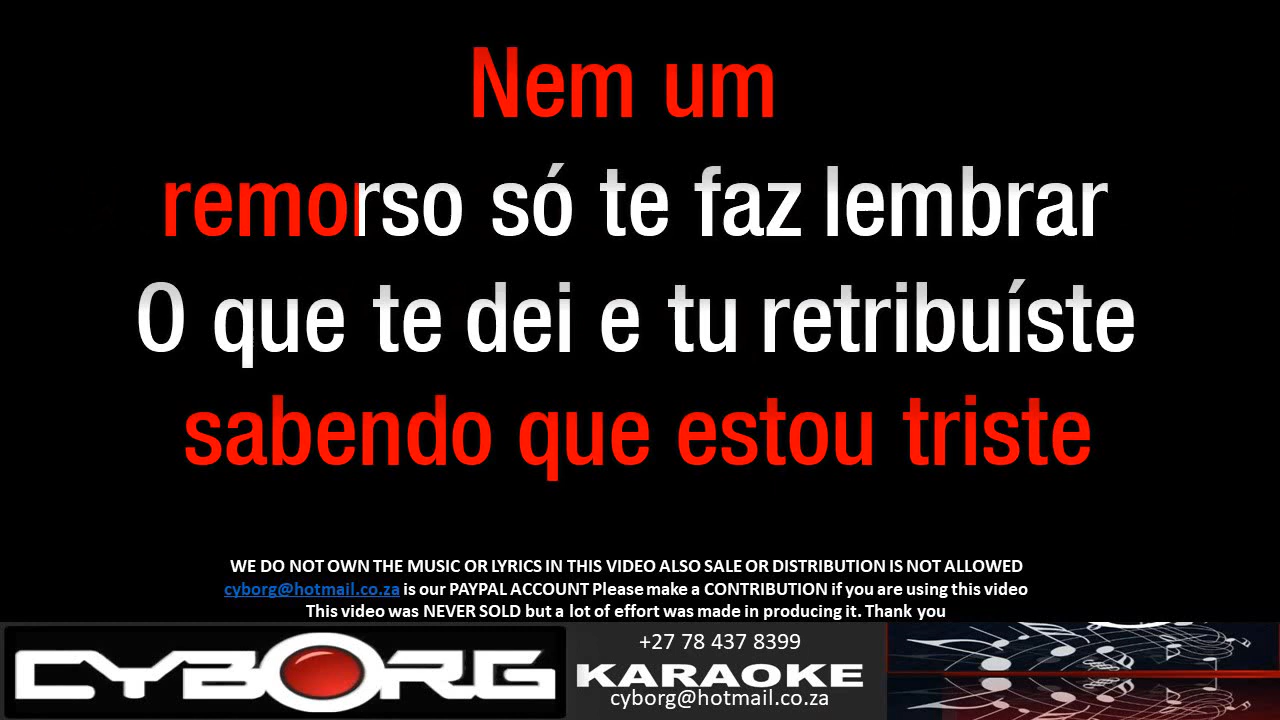 Nem um
remorso só te faz lembrar
O que te dei e tu retribuíste
sabendo que estou triste
WE DO NOT OWN THE MUSIC OR LYRICS IN THIS VIDEO ALSO SALE OR DISTRIBUTION IS NOT ALLOWED
cyborg@hotmail.co.za is our PAYPAL ACCOUNT Please make a CONTRIBUTION if you are using this video
This video was NEVER SOLD but a lot of effort was made in producing it. Thank you
CYBORG
+27 78 437 8399
KARAOKE
cyborg@hotmail.co.za